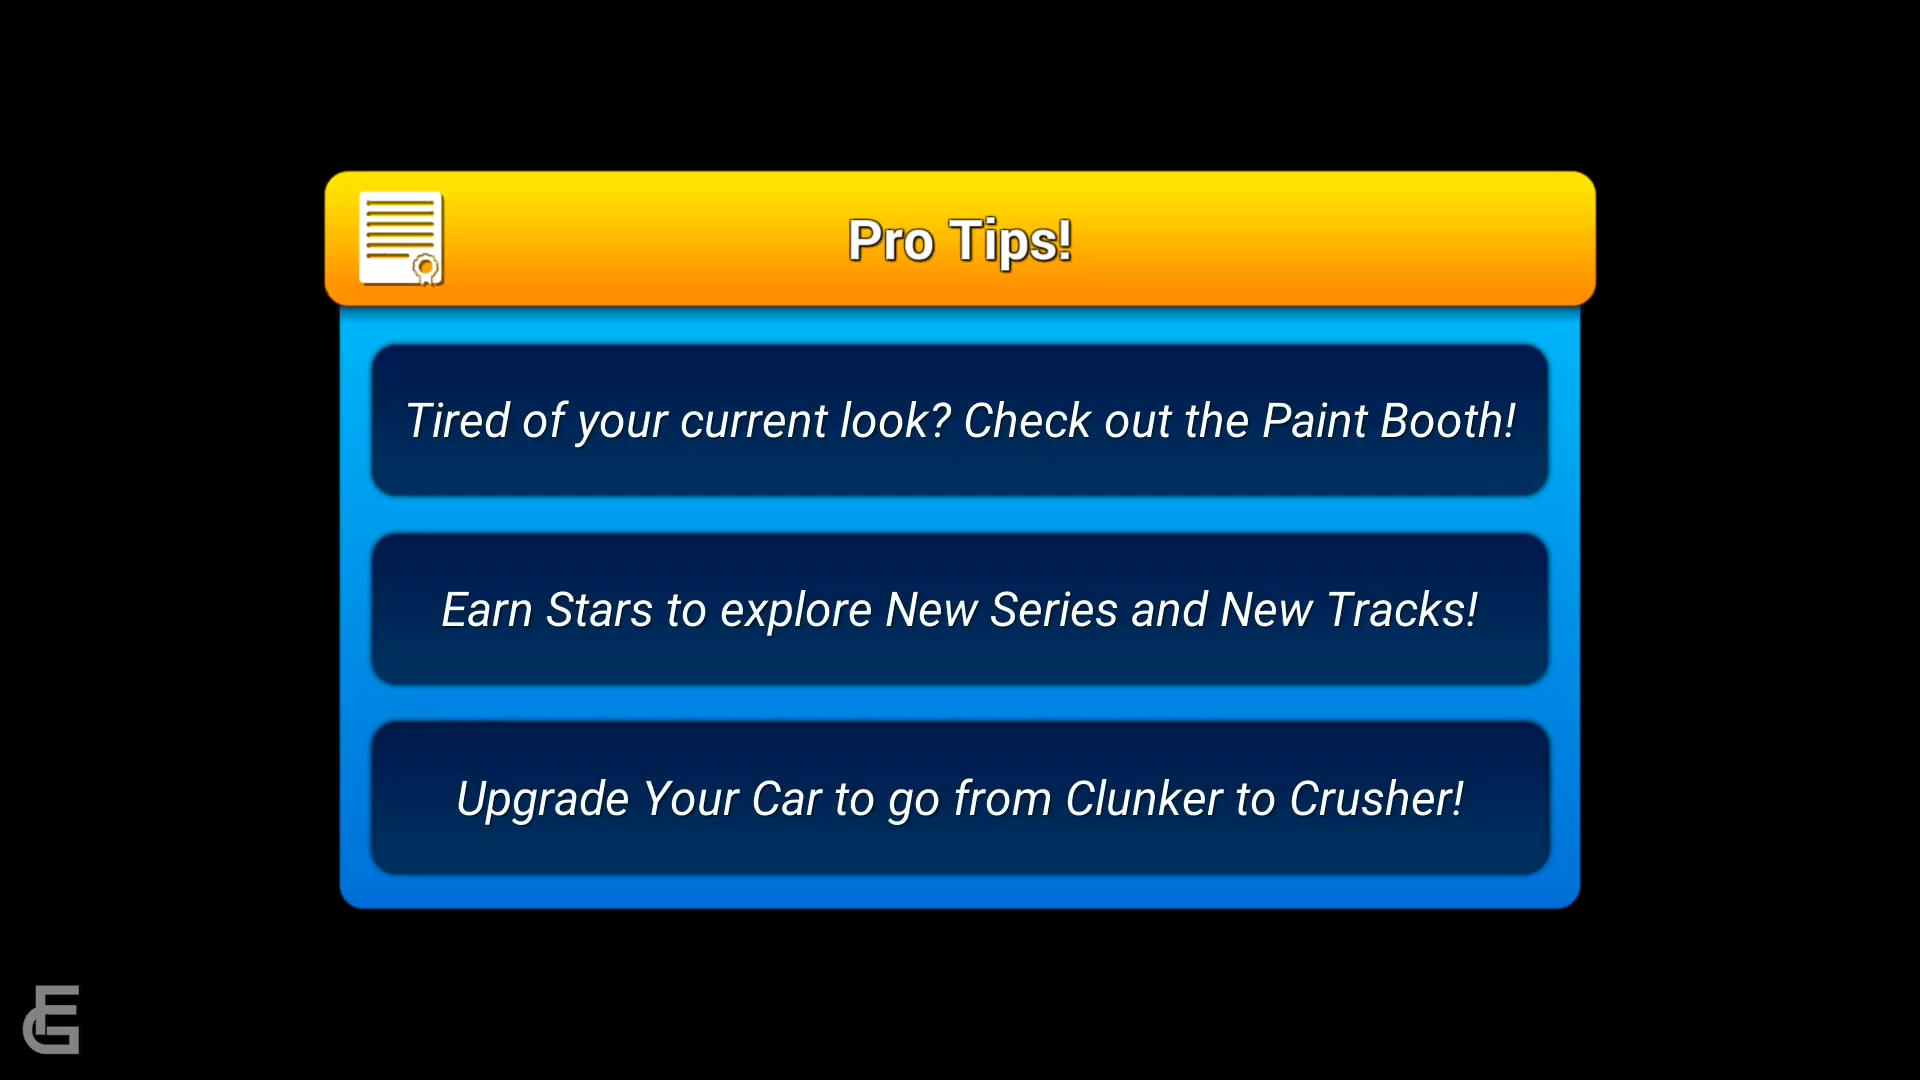 Pro Tips!
Tired of your current look? Check out the Paint Booth!
Earn Stars to explore New Series and New Tracks!
Upgrade Your Car to go from Clunker to Crusher!